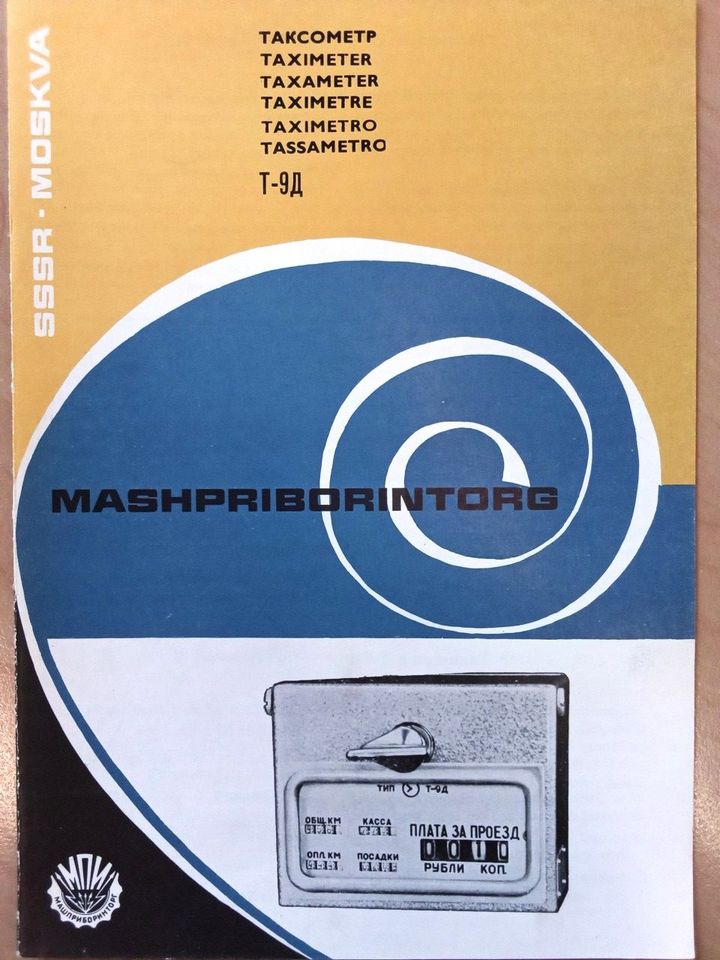 ТАКСОМЕТР
TAXIMETER
TAXAMETER
TAXIMETRE
TAXIMETRO
TASSAMETRO
Т-9Д
SSSR · MOSKVA
MASHPRIBORINTORG
ТИП Т-9Д
ОБЩ. КМ КАССА
ПЛАТА ЗА ПРОЕЗД
0010
ОПЛ. КМ ПОСАДКИ
РУБЛИ КОП.
МПИ
МАШПРИБОРИНТОРГ